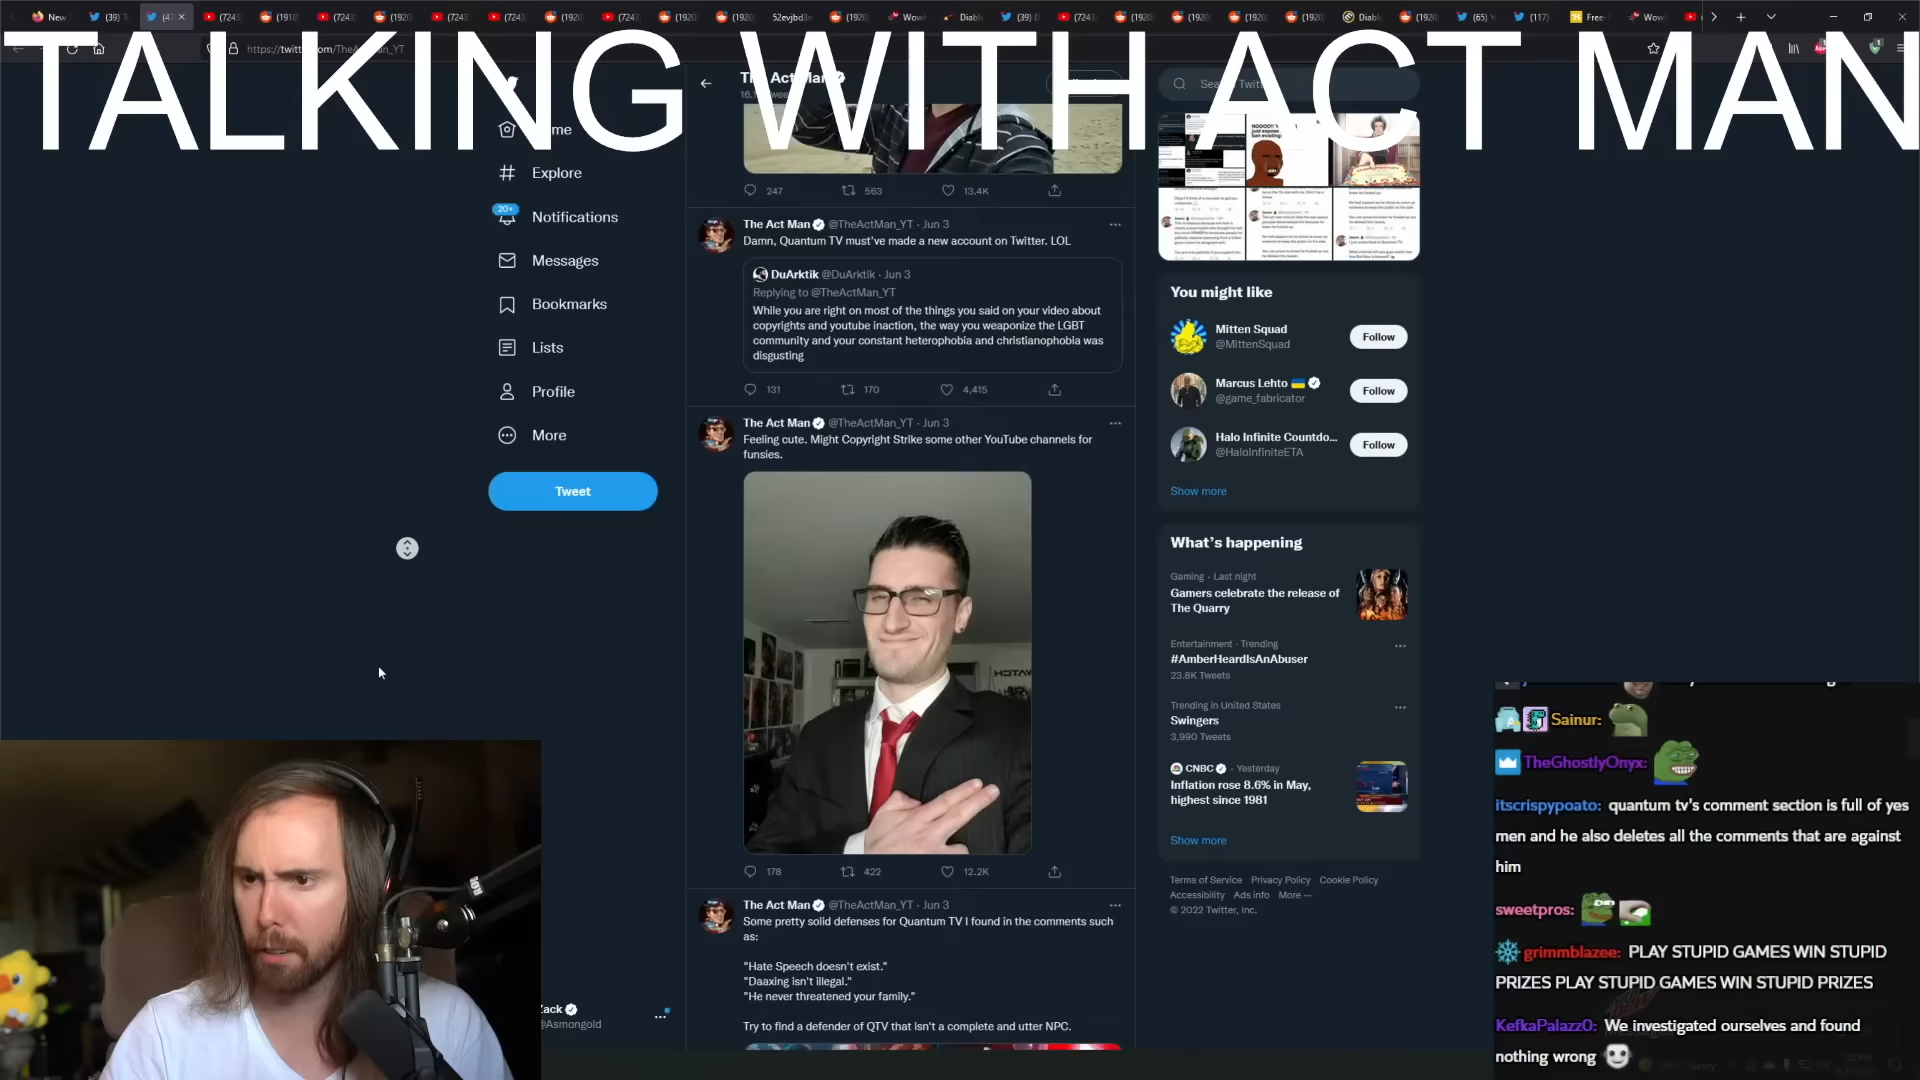 TALKING WITH ACT MAN
https://twitter.com/TheActMan_YT
The Act Man
Home
Explore
20+
Notifications
Messages
Bookmarks
Lists
Profile
More
Tweet
Zack
@Asmongold
247 563 13.4K
The Act Man @TheActMan_YT · Jun 3
Damn, Quantum TV must've made a new account on Twitter. LOL
DuArktik @DuArktik · Jun 3
Replying to @TheActMan_YT
While you are right on most of the things you said on your video about
copyrights and youtube inaction, the way you weaponize the LGBT
community and your constant heterophobia and christianophobia was
disgusting
131 170 4,415
The Act Man @TheActMan_YT · Jun 3
Feeling cute. Might Copyright Strike some other YouTube channels for
funsies.
178 422 12.2K
The Act Man @TheActMan_YT · Jun 3
Some pretty solid defenses for Quantum TV I found in the comments such
as:
"Hate Speech doesn't exist."
"Daaxing isn't illegal."
"He never threatened your family."
Try to find a defender of QTV that isn't a complete and utter NPC.
Search Twitter
You might like
Mitten Squad
@MittenSquad
Follow
Marcus Lehto
@game_fabricator
Follow
Halo Infinite Countdo...
@HaloInfiniteETA
Follow
Show more
What's happening
Gaming · Last night
Gamers celebrate the release of
The Quarry
Entertainment · Trending
#AmberHeardIsAnAbuser
23.8K Tweets
Trending in United States
Swingers
3,990 Tweets
CNBC · Yesterday
Inflation rose 8.6% in May,
highest since 1981
Show more
Terms of Service Privacy Policy Cookie Policy
Accessibility Ads info More ···
© 2022 Twitter, Inc.
Sainur:
TheGhostlyOnyx:
itscrispypoato: quantum tv's comment section is full of yes
men and he also deletes all the comments that are against
him
sweetpros:
grimmblazee: PLAY STUPID GAMES WIN STUPID
PRIZES PLAY STUPID GAMES WIN STUPID PRIZES
KefkaPalazzO: We investigated ourselves and found
nothing wrong